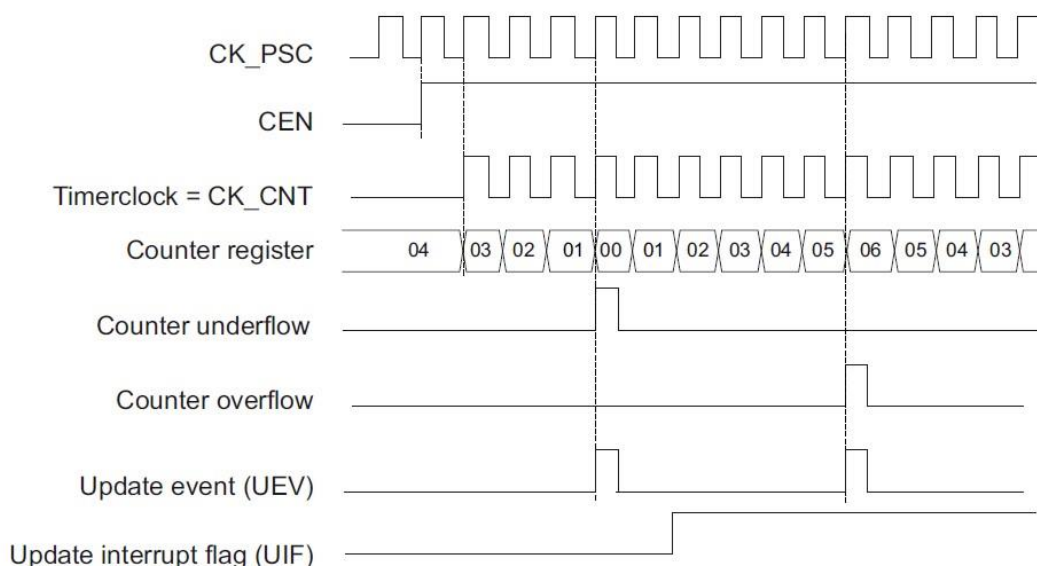 CK_PSC
CEN
Timerclock = CK_CNT
Counter register 04 03 02 01 00 01 02 03 04 05 06 05 04 03
Counter underflow
Counter overflow
Update event (UEV)
Update interrupt flag (UIF)